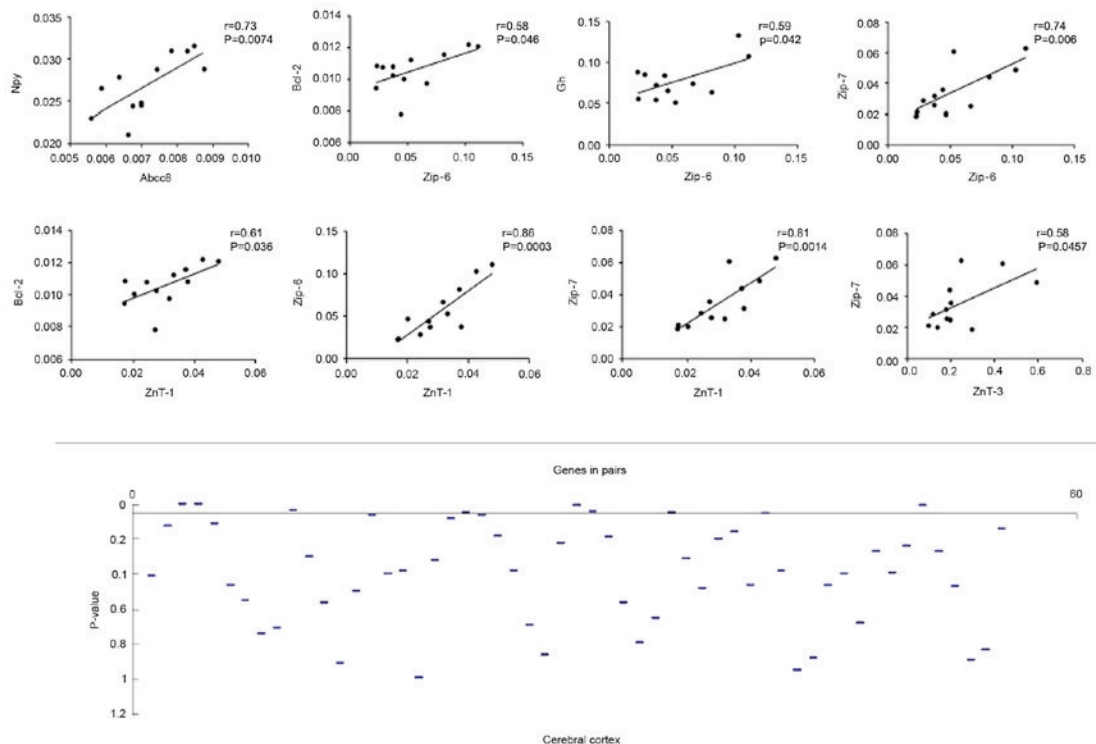 r=0.73
P=0.0074
0.035
0.030
0.025
0.020
Npy
0.005 0.006 0.007 0.008 0.009 0.010
Abcc8
r=0.58
P=0.046
0.014
0.012
0.010
0.008
0.006
Bcl-2
0.00 0.05 0.10 0.15
Zip-6
r=0.59
p=0.042
0.15
0.10
0.05
0.00
Gh
0.00 0.05 0.10 0.15
Zip-6
r=0.74
P=0.006
0.08
0.06
0.04
0.02
0.00
Zip-7
0.00 0.05 0.10 0.15
Zip-6
r=0.61
P=0.036
0.014
0.012
0.010
0.008
0.006
Bcl-2
0.00 0.02 0.04 0.06
ZnT-1
r=0.86
P=0.0003
0.15
0.10
0.05
0.00
Zip-6
0.00 0.02 0.04 0.06
ZnT-1
r=0.81
P=0.0014
0.08
0.06
0.04
0.02
0.00
Zip-7
0.00 0.02 0.04 0.06
ZnT-1
r=0.58
P=0.0457
0.08
0.06
0.04
0.02
0.00
Zip-7
0.0 0.2 0.4 0.6 0.8
ZnT-3
Genes in pairs
0 60
0
0.2
0.4
0.6
0.8
1
1.2
P-value
Cerebral cortex